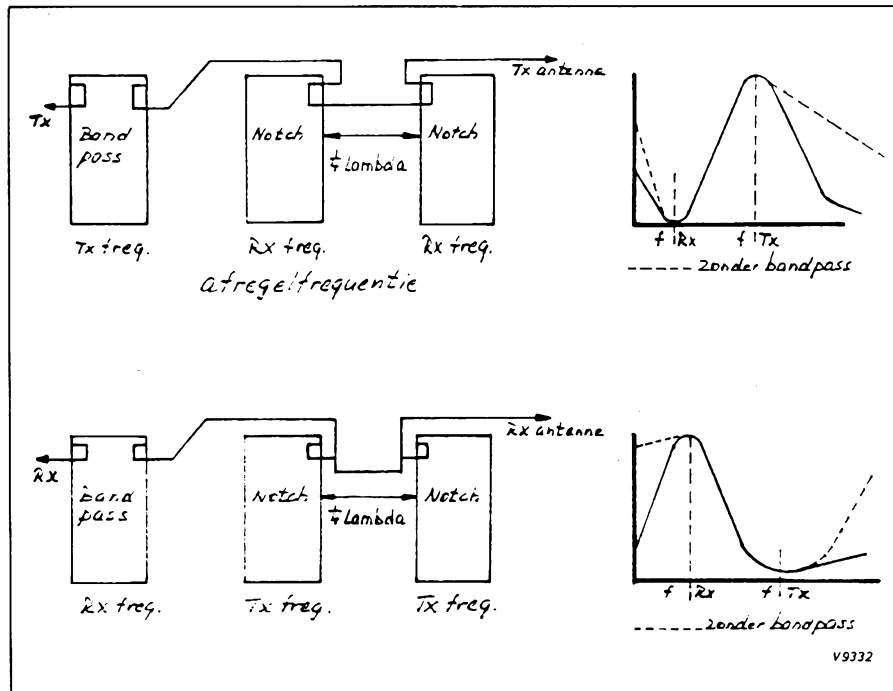 Tx antenne
Tx
Band
pass
Notch
Notch
1/4 Lambda
Tx freq.
Rx freq.
Rx freq.
afregelfrequentie
f Rx
f Tx
zonder bandpass
Rx antenne
Rx
Band
pass
Notch
Notch
1/4 Lambda
Rx freq.
Tx freq.
Tx freq.
f Rx
f Tx
zonder bandpass
V9332